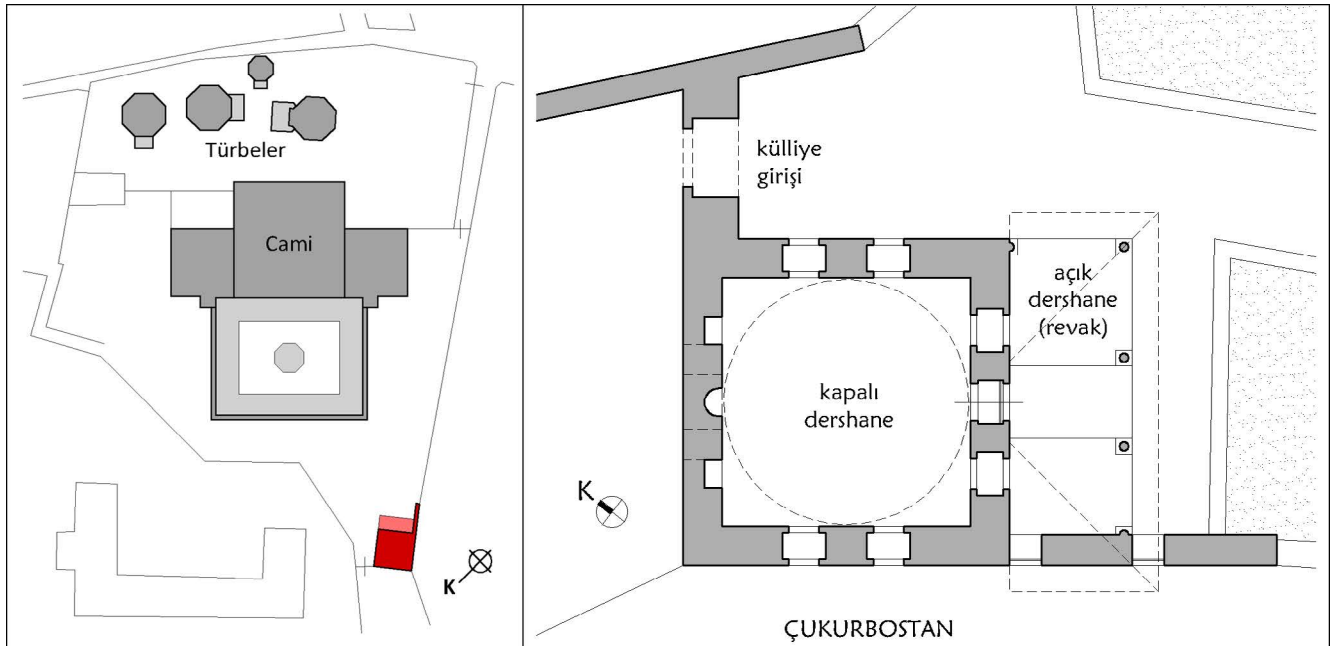 Türbeler
Cami
K
külliye
girişi
açık
dershane
(revak)
kapalı
dershane
K
ÇUKURBOSTAN